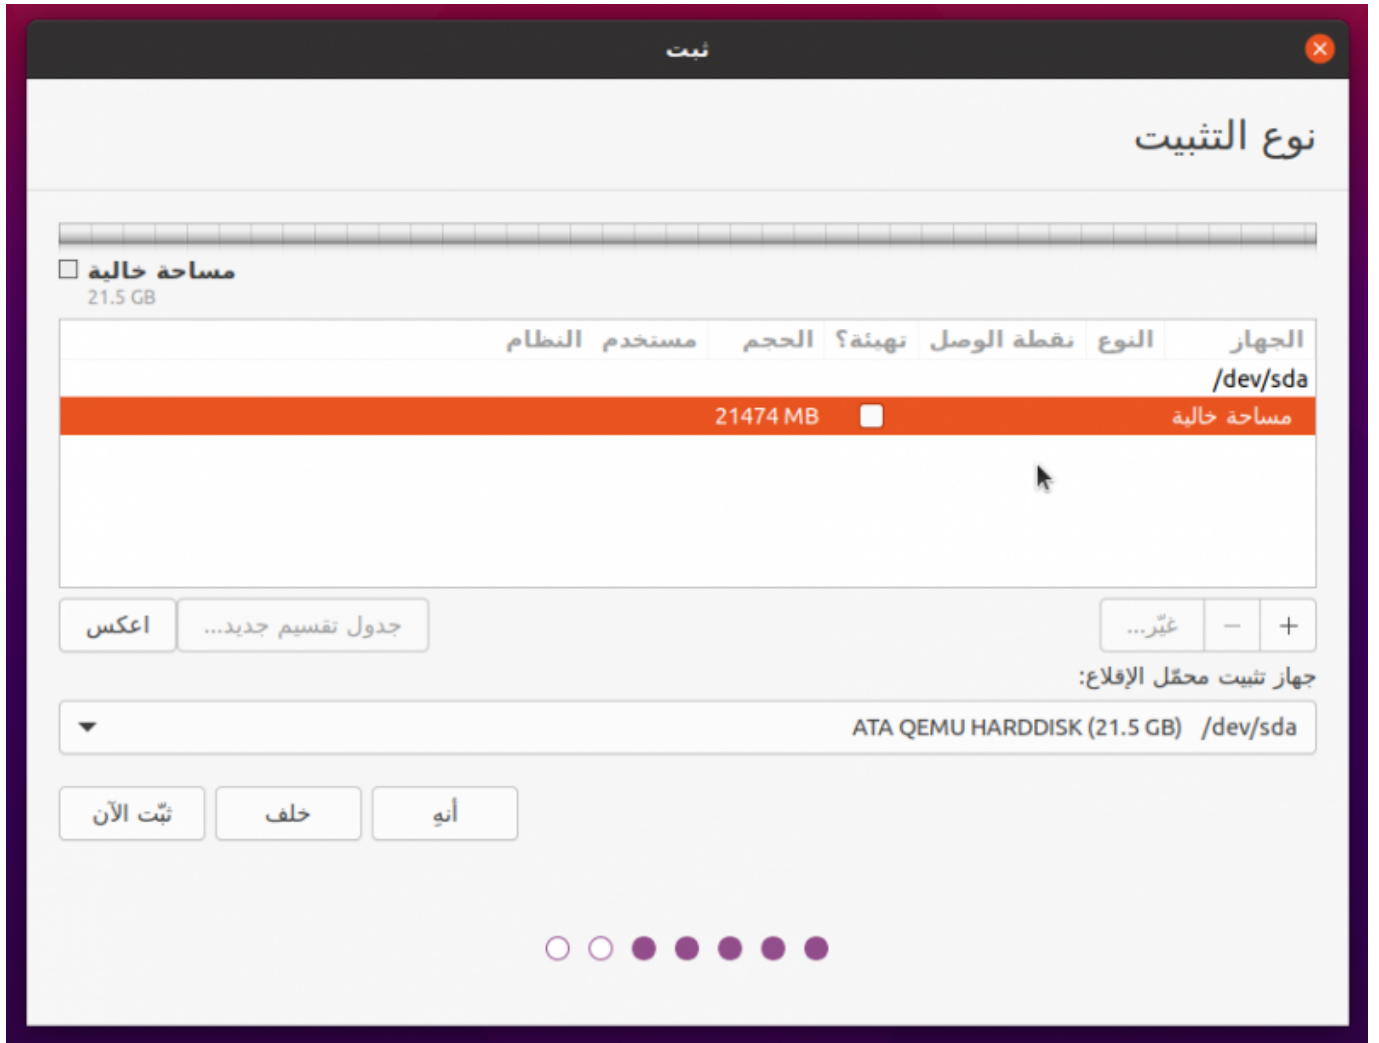 ثبت
نوع التثبيت
مساحة خالية
21.5 GB
الجهاز النوع نقطة الوصل تهيئة؟ الحجم مستخدم النظام
/dev/sda
مساحة خالية 21474 MB
+ − غيّر... جدول تقسيم جديد... اعكس
جهاز تثبيت محمّل الإقلاع:
/dev/sda ATA QEMU HARDDISK (21.5 GB)
أنهِ خلف ثبّت الآن